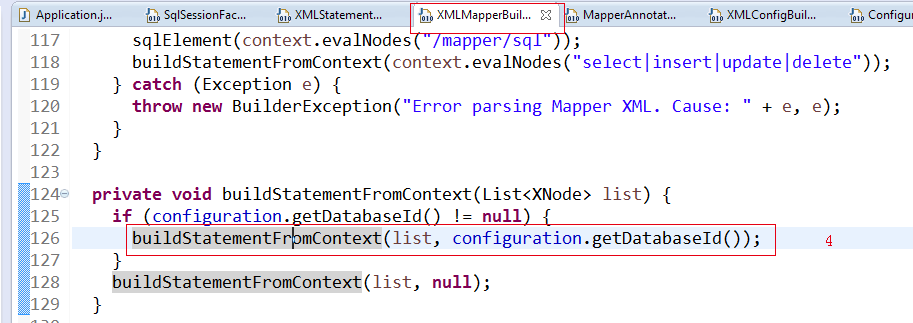 Application.j... SqlSessionFac... XMLStatement... XMLMapperBuil... MapperAnnotat... XMLConfigBuil... Configur
117 sqlElement(context.evalNodes("/mapper/sql"));
118 buildStatementFromContext(context.evalNodes("select|insert|update|delete"));
119 } catch (Exception e) {
120 throw new BuilderException("Error parsing Mapper XML. Cause: " + e, e);
121 }
122 }
123
124 private void buildStatementFromContext(List<XNode> list) {
125 if (configuration.getDatabaseId() != null) {
126 buildStatementFromContext(list, configuration.getDatabaseId()); 4
127 }
128 buildStatementFromContext(list, null);
129 }